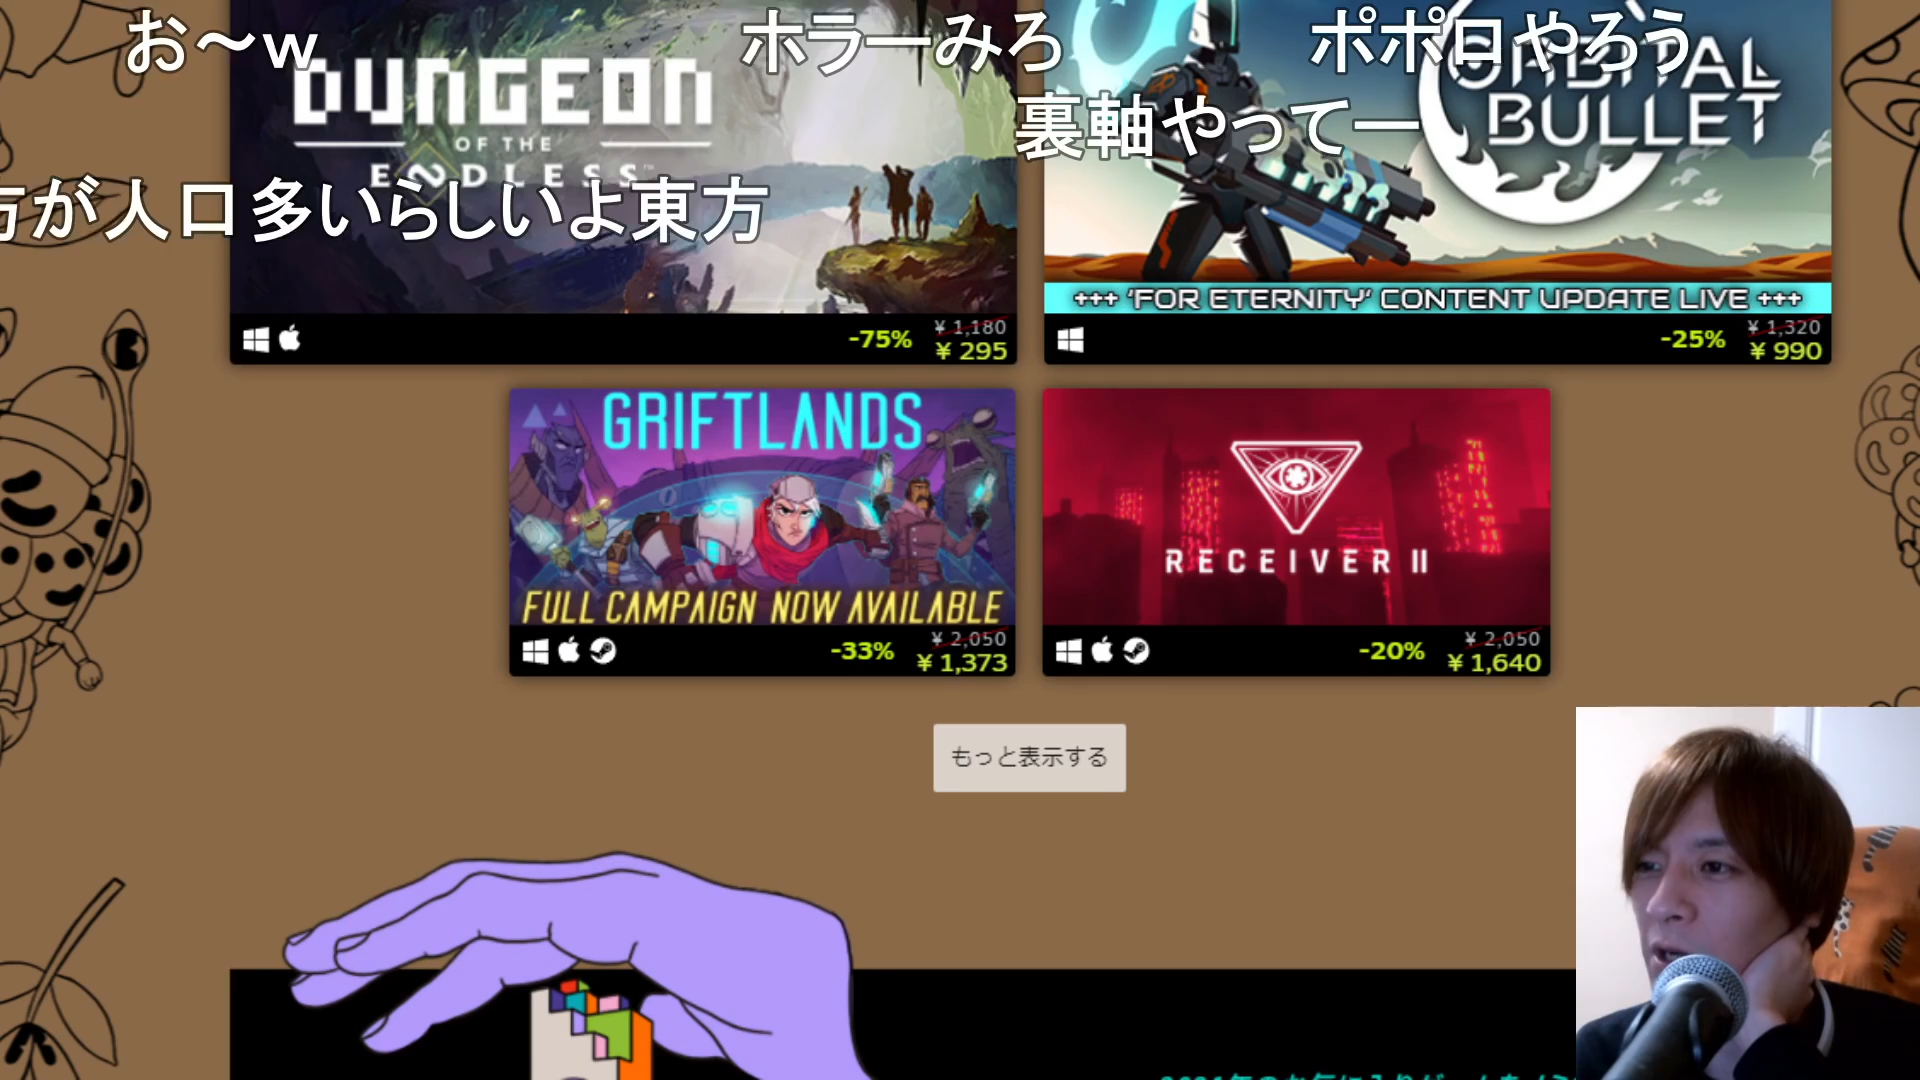 お〜w
ホラーみろ
ポポロやろう
DUNGEON
OF THE
ENDLESS™
ORBITAL
BULLET
裏軸やってー
方が人口多いらしいよ東方
+++ 'FOR ETERNITY' CONTENT UPDATE LIVE +++
-75%
¥ 1,180
¥ 295
-25%
¥ 1,320
¥ 990
GRIFTLANDS
FULL CAMPAIGN NOW AVAILABLE
-33%
¥ 2,050
¥ 1,373
RECEIVER II
-20%
¥ 2,050
¥ 1,640
もっと表示する